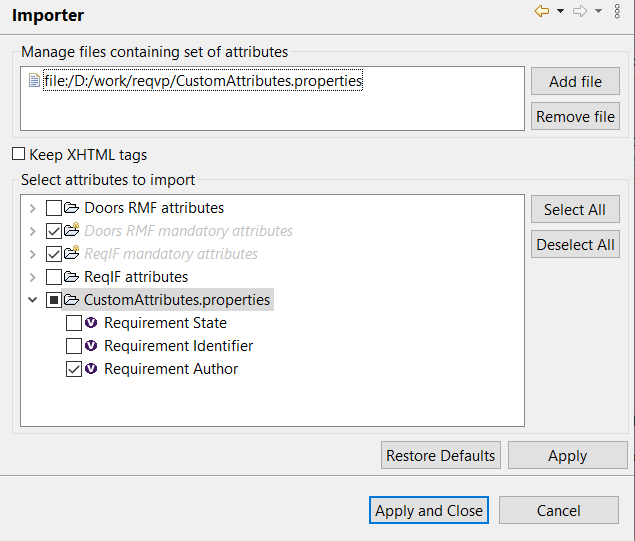 Importer
Manage files containing set of attributes
file:/D:/work/reqvp/CustomAttributes.properties
Add file
Remove file
Keep XHTML tags
Select attributes to import
Doors RMF attributes
Doors RMF mandatory attributes
ReqIF mandatory attributes
ReqIF attributes
CustomAttributes.properties
Requirement State
Requirement Identifier
Requirement Author
Select All
Deselect All
Restore Defaults
Apply
Apply and Close
Cancel